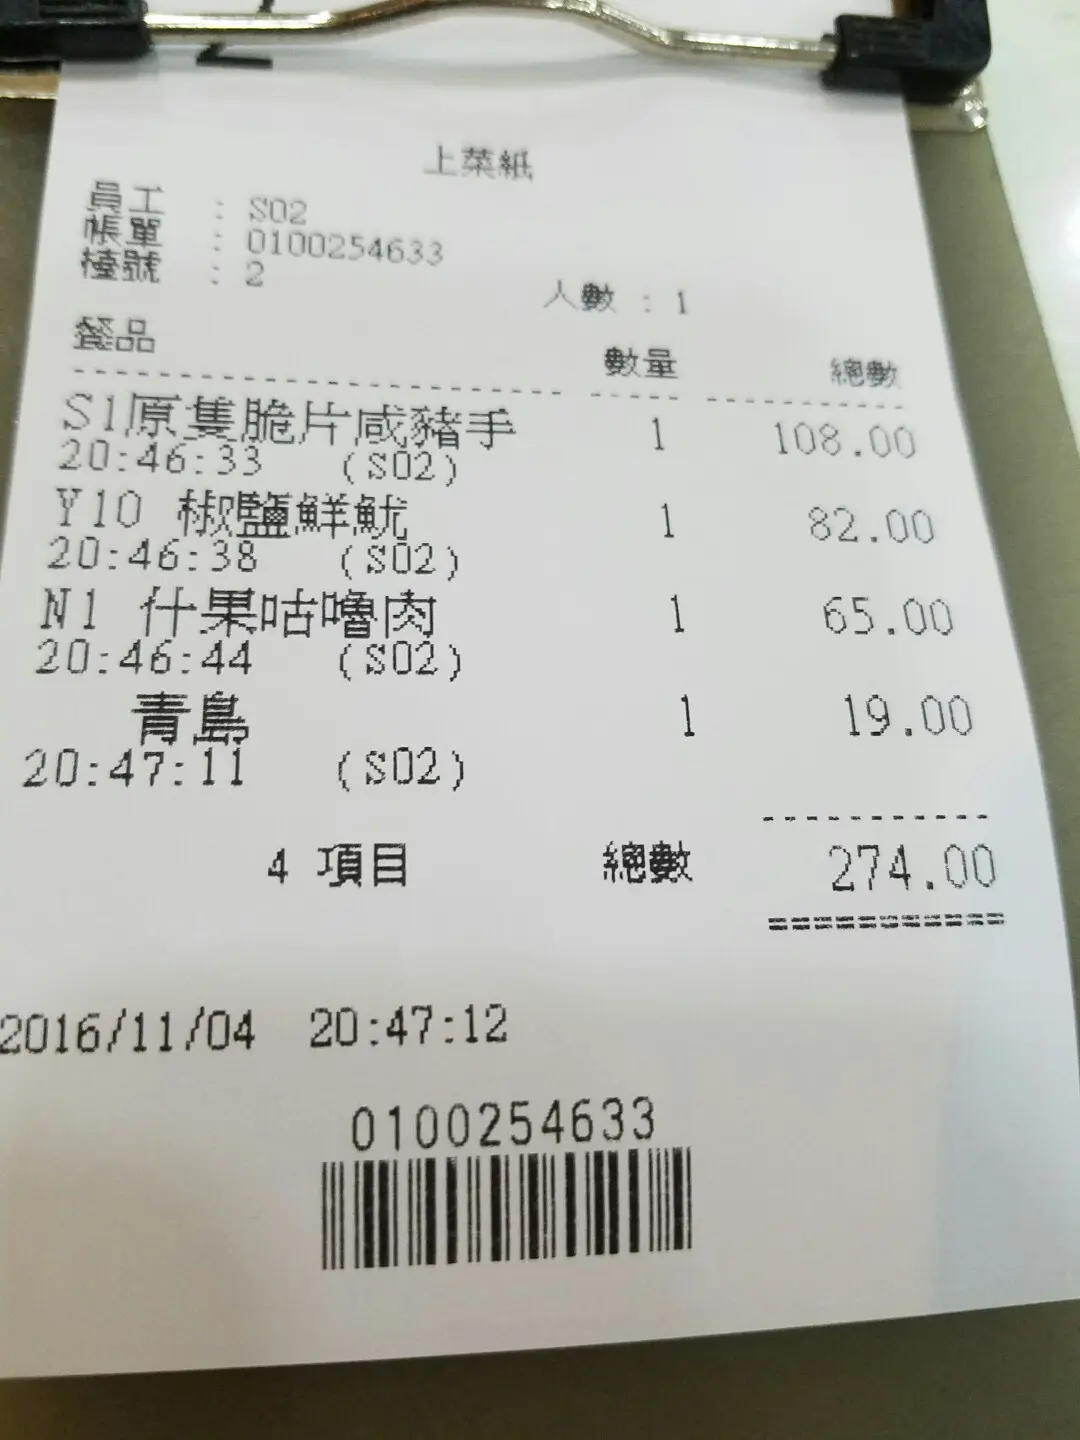 上菜紙
員工 : S02
帳單 : 0100254633
檯號 : 2
人數 : 1
餐品 數量 總數
S1原隻脆片咸豬手 1 108.00
20:46:33 (S02)
Y10 椒鹽鮮魷 1 82.00
20:46:38 (S02)
N1 什果咕嚕肉 1 65.00
20:46:44 (S02)
青島 1 19.00
20:47:11 (S02)
4 項目 總數 274.00
2016/11/04 20:47:12
0100254633